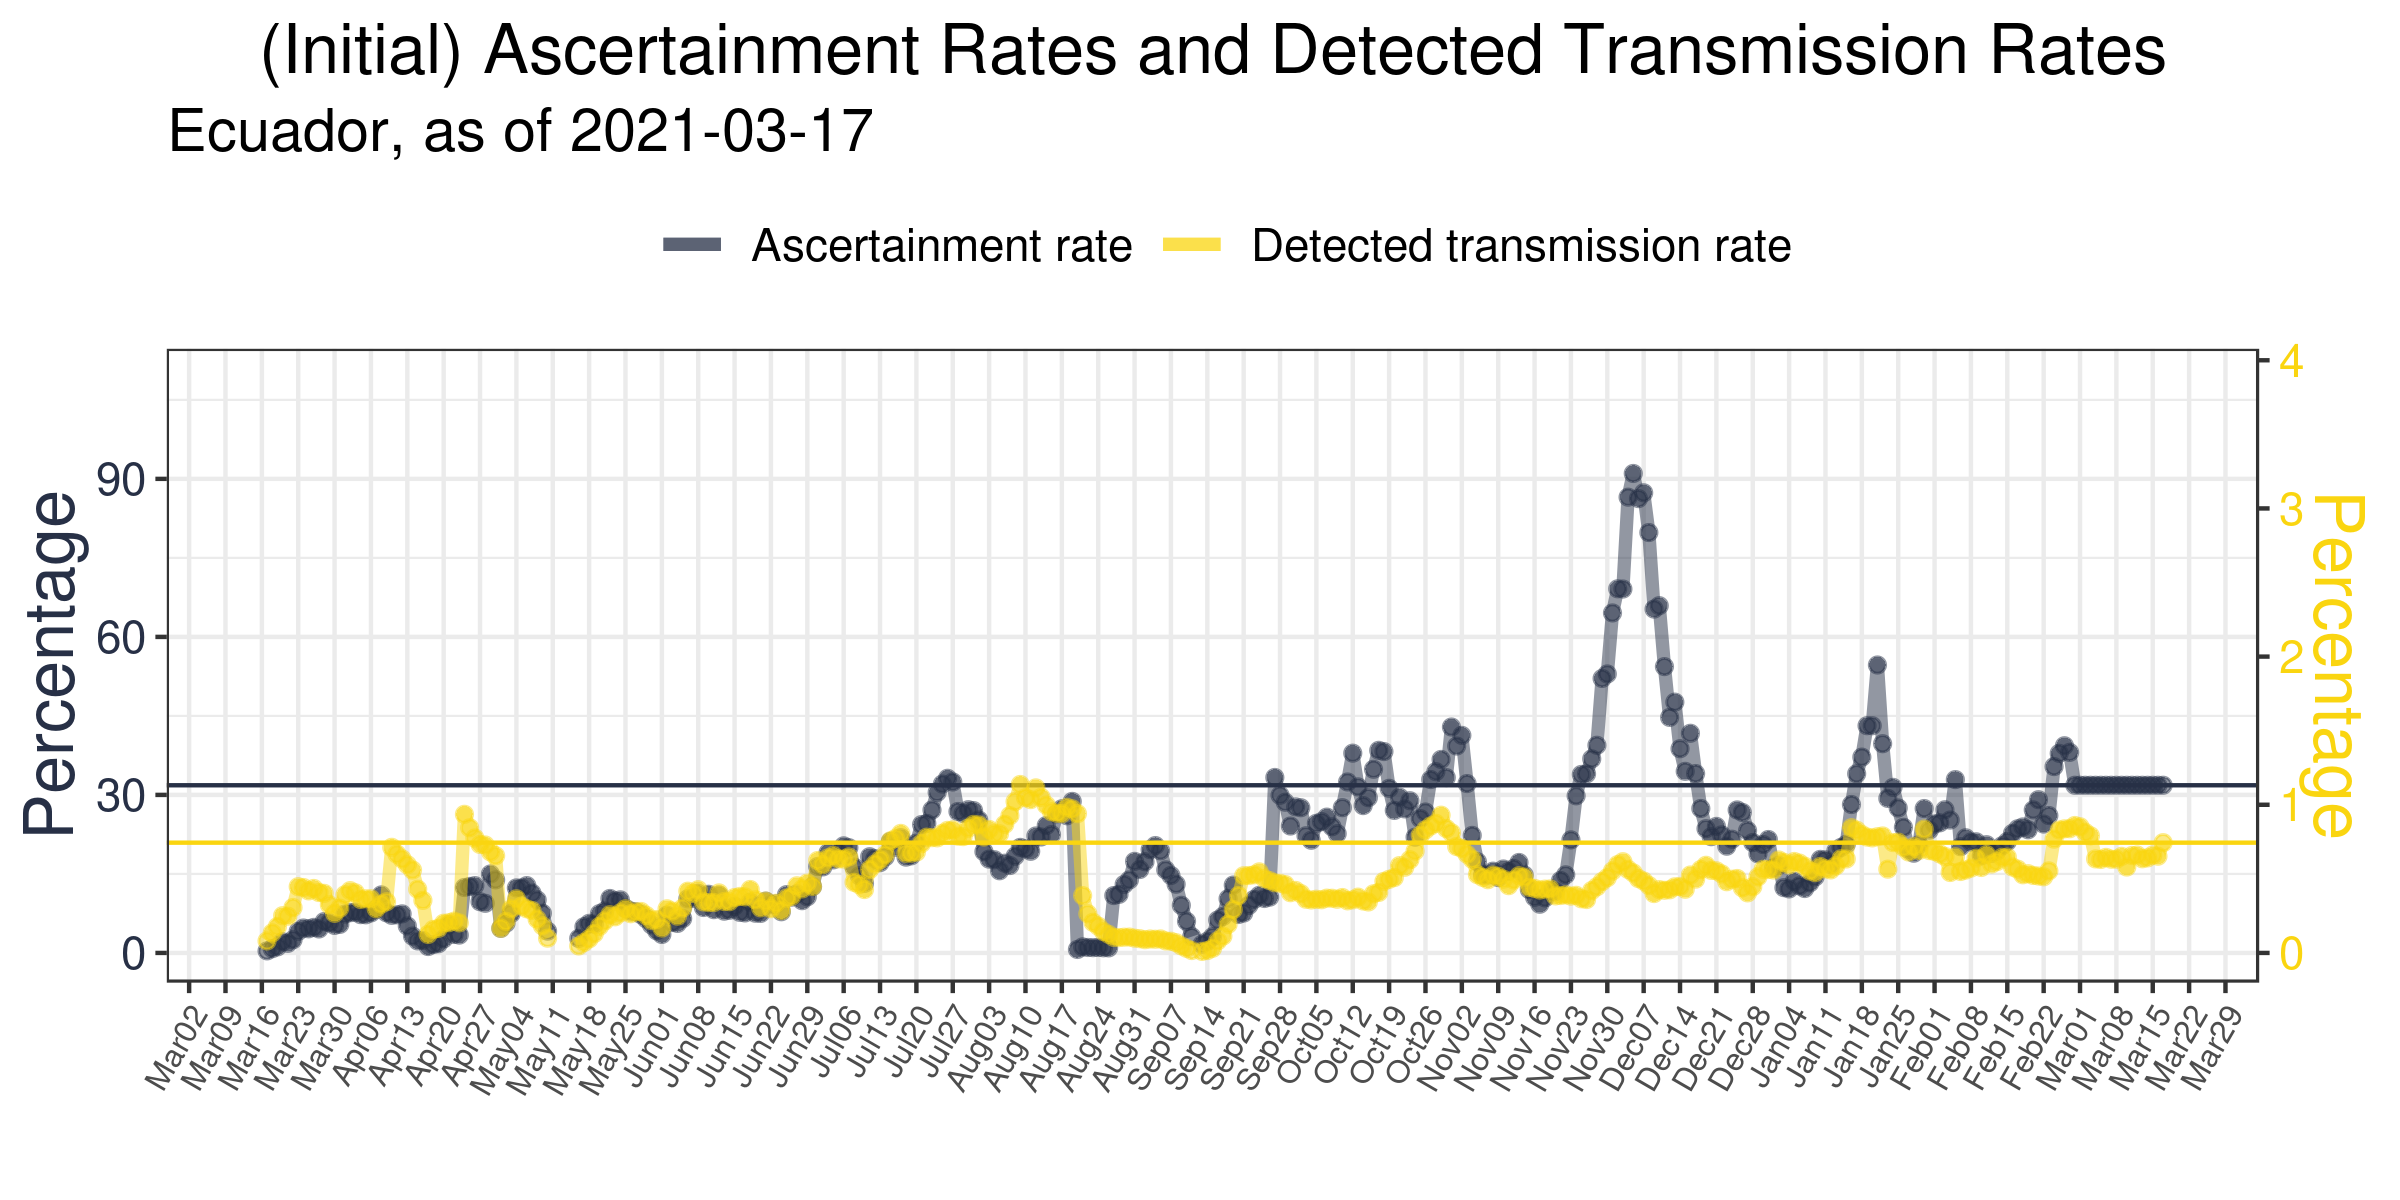 (Initial) Ascertainment Rates and Detected Transmission Rates
Ecuador, as of 2021-03-17
Ascertainment rate
Detected transmission rate
Percentage
90
60
30
0
4
3
2
1
0
Percentage
Mar02
Mar09
Mar16
Mar23
Mar30
Apr06
Apr13
Apr20
Apr27
May04
May11
May18
May25
Jun01
Jun08
Jun15
Jun22
Jun29
Jul06
Jul13
Jul20
Jul27
Aug03
Aug10
Aug17
Aug24
Aug31
Sep07
Sep14
Sep21
Sep28
Oct05
Oct12
Oct19
Oct26
Nov02
Nov09
Nov16
Nov23
Nov30
Dec07
Dec14
Dec21
Dec28
Jan04
Jan11
Jan18
Jan25
Feb01
Feb08
Feb15
Feb22
Mar01
Mar08
Mar15
Mar22
Mar29